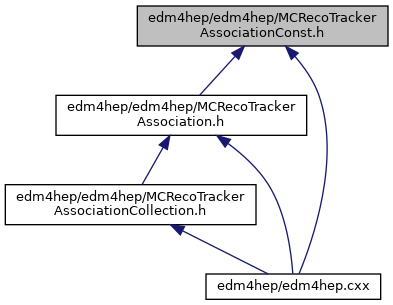 edm4hep/edm4hep/MCRecoTracker
AssociationConst.h
edm4hep/edm4hep/MCRecoTracker
Association.h
edm4hep/edm4hep/MCRecoTracker
AssociationCollection.h
edm4hep/edm4hep.cxx